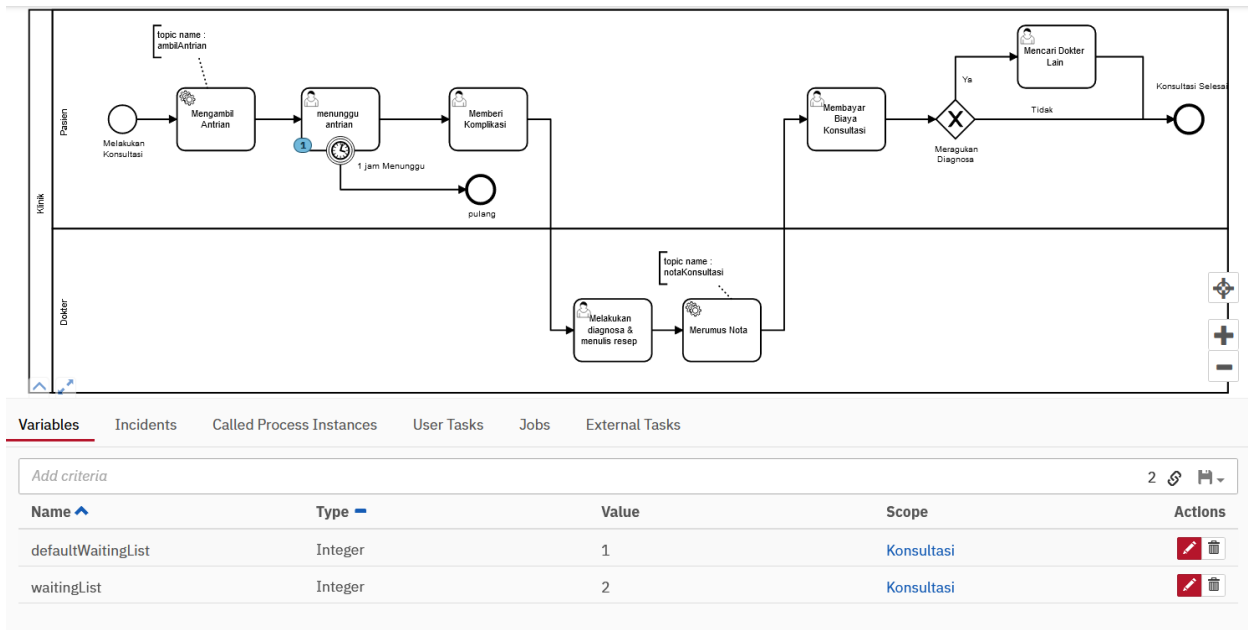 topic name :
ambilAntrian
Mengambil
Antrian
menunggu
antrian
Memberi
Komplikasi
Membayar
Biaya
Konsultasi
Mencari Dokter
Lain
Ya
Tidak
Konsultasi Selesai
Melakukan
Konsultasi
1
1 jam Menunggu
Meragukan
Diagnosa
pulang
Pasien
Klinik
topic name :
notaKonsultasi
Melakukan
diagnosa &
menulis resep
Merumus Nota
Dokter
Variables Incidents Called Process Instances User Tasks Jobs External Tasks
Add criteria 2
Name Type Value Scope Actions
defaultWaitingList Integer 1 Konsultasi
waitingList Integer 2 Konsultasi